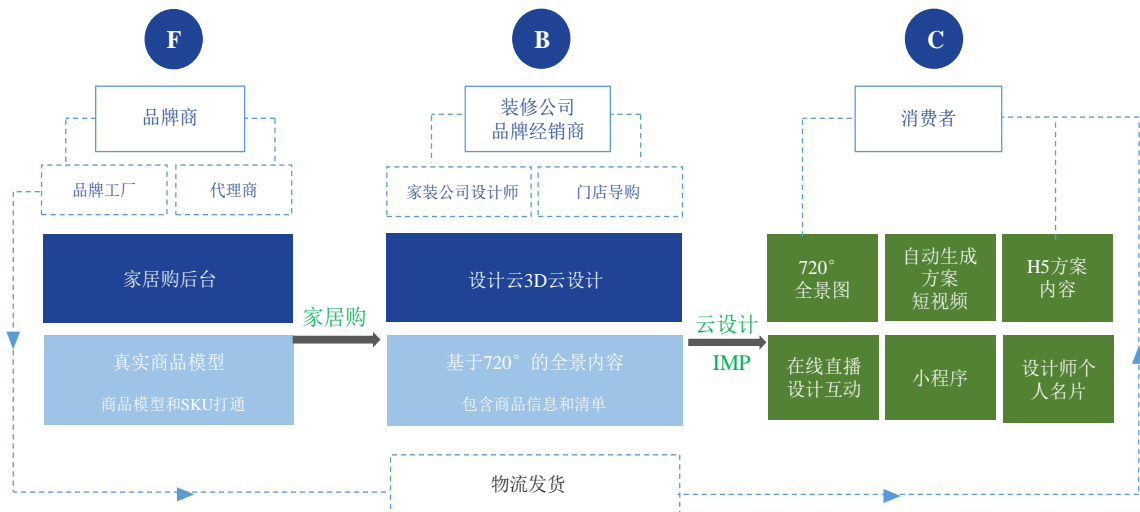 F
B
C
品牌商
装修公司
品牌经销商
消费者
品牌工厂
代理商
家装公司设计师
门店导购
家居购后台
设计云3D云设计
720°
全景图
自动生成
方案
短视频
H5方案
内容
家居购
云设计
IMP
真实商品模型
商品模型和SKU打通
基于720°的全景内容
包含商品信息和清单
在线直播
设计互动
小程序
设计师个
人名片
物流发货